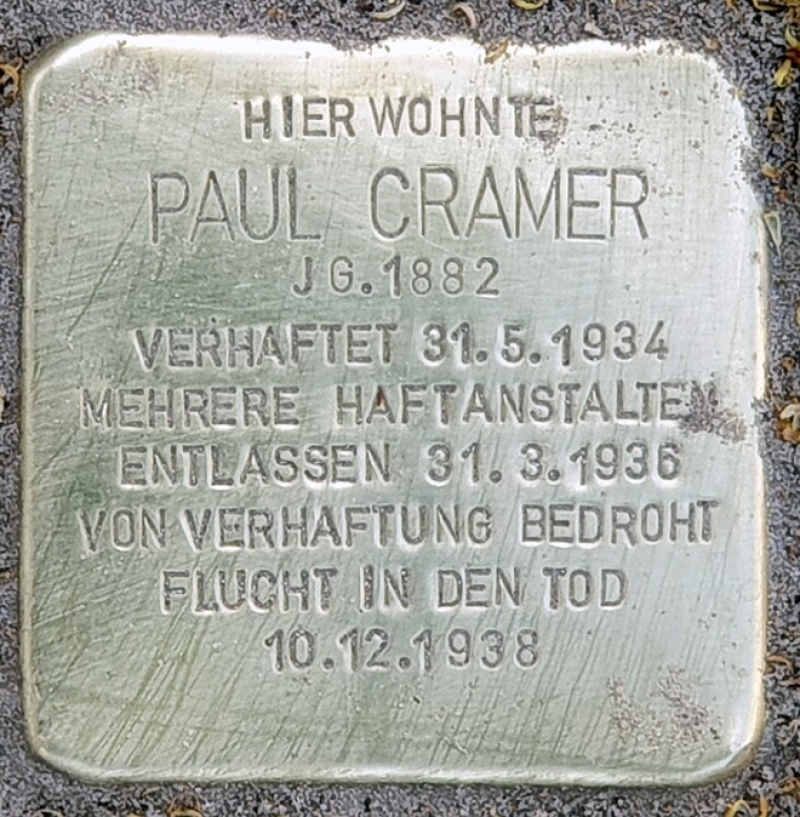 HIER WOHNTE
PAUL CRAMER
JG. 1882
VERHAFTET 31.5.1934
MEHRERE HAFTANSTALTEN
ENTLASSEN 31.3.1936
VON VERHAFTUNG BEDROHT
FLUCHT IN DEN TOD
10.12.1938